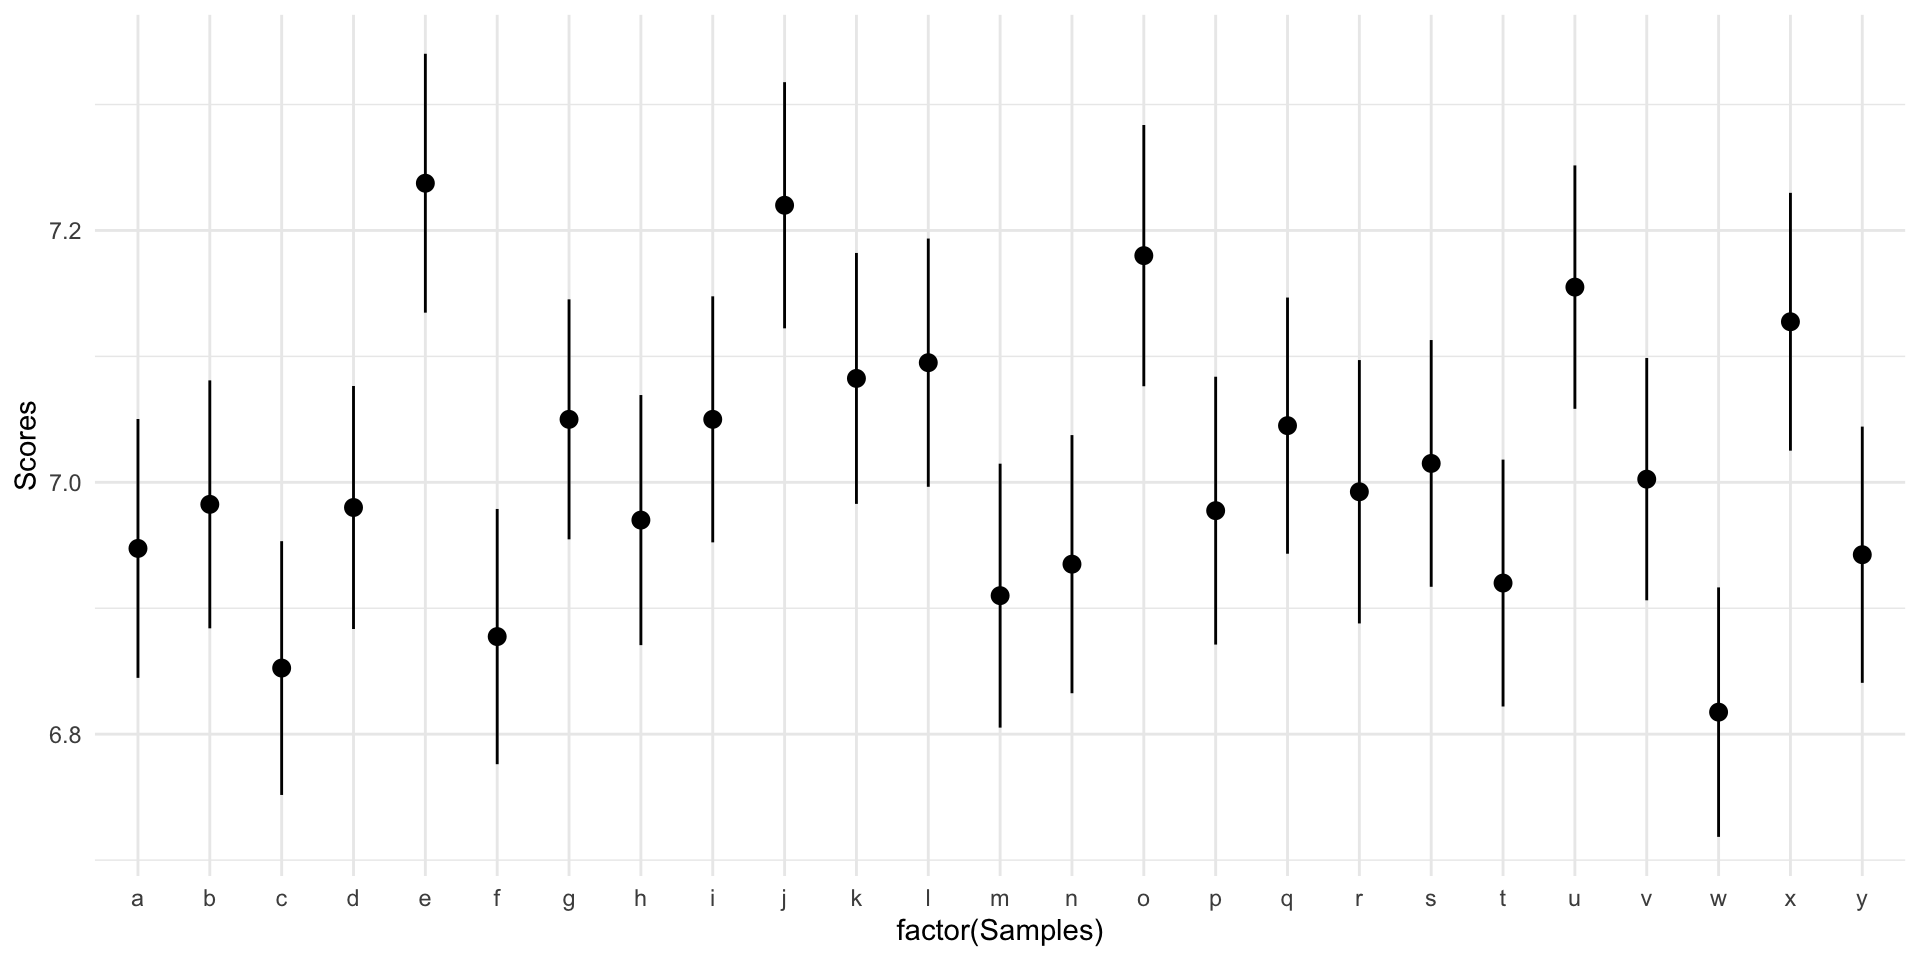 Scores
7.2
7.0
6.8
a b c d e f g h i j k l m n o p q r s t u v w x y
factor(Samples)